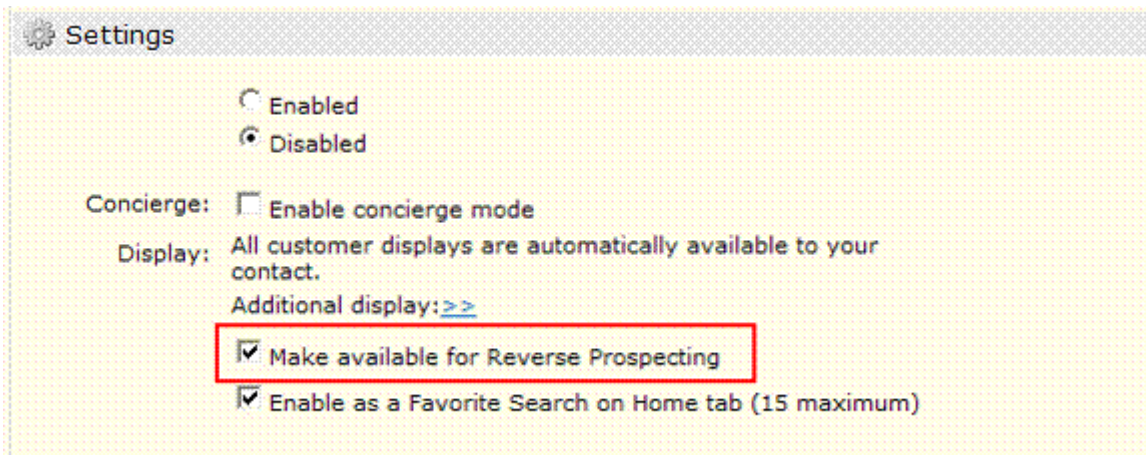 Settings
Enabled
Disabled
Concierge: Enable concierge mode
Display: All customer displays are automatically available to your
contact.
Additional display:>>
Make available for Reverse Prospecting
Enable as a Favorite Search on Home tab (15 maximum)